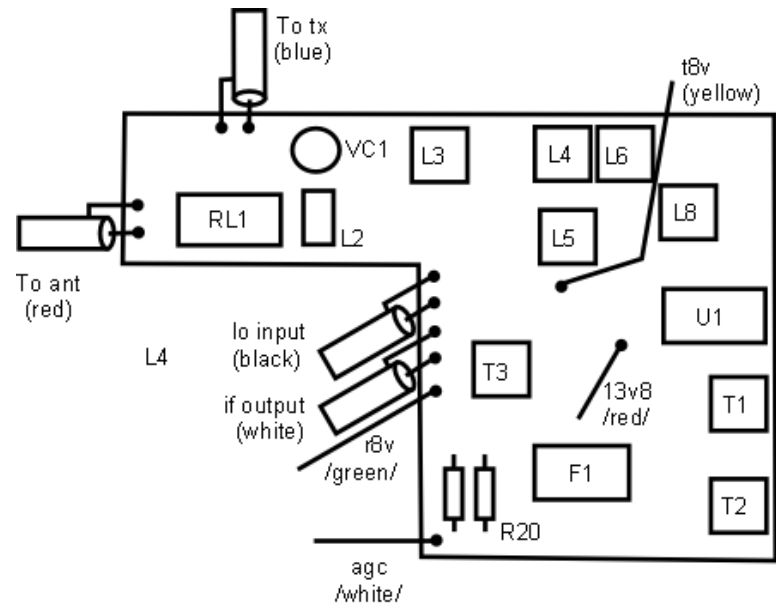 To tx
(blue)
t8v
(yellow)
VC1
L3
L4
L6
RL1
L2
L5
L8
To ant
(red)
lo input
(black)
U1
L4
T3
13v8
/red/
T1
if output
(white)
r8v
/green/
F1
T2
R20
agc
/white/